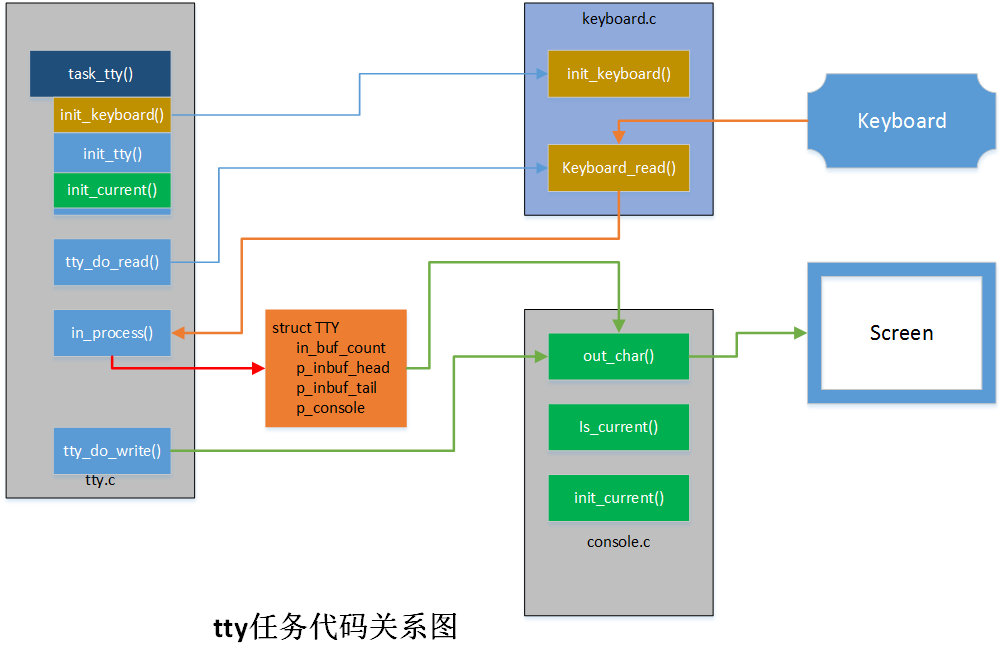 task_tty()
init_keyboard()
init_tty()
init_current()
tty_do_read()
in_process()
tty_do_write()
tty.c
struct TTY
in_buf_count
p_inbuf_head
p_inbuf_tail
p_console
keyboard.c
init_keyboard()
Keyboard_read()
out_char()
Is_current()
init_current()
console.c
Keyboard
Screen
tty任务代码关系图